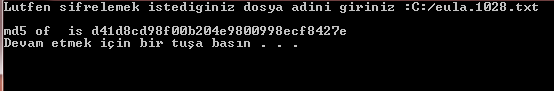 Lutfen sifrelemek istediginiz dosya adini giriniz :C:/eula.1028.txt
md5 of  is d41d8cd98f00b204e9800998ecf8427e
Devam etmek için bir tuşa basın . . .